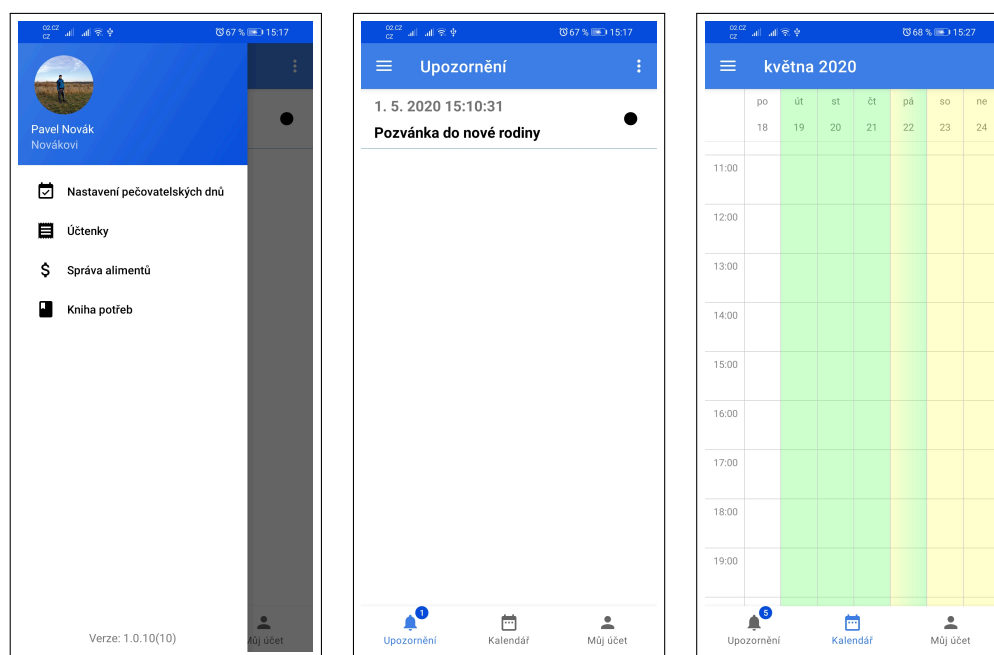 O2.CZ
CZ
67 % 15:17
Pavel Novák
Novákovi
Nastavení pečovatelských dnů
Účtenky
Správa alimentů
Kniha potřeb
Verze: 1.0.10(10)
Můj účet
O2.CZ
CZ
67 % 15:17
Upozornění
1. 5. 2020 15:10:31
Pozvánka do nové rodiny
1
Upozornění Kalendář Můj účet
O2.CZ
CZ
68 % 15:27
května 2020
po út st čt pá so ne
18 19 20 21 22 23 24
11:00
12:00
13:00
14:00
15:00
16:00
17:00
18:00
19:00
5
Upozornění Kalendář Můj účet